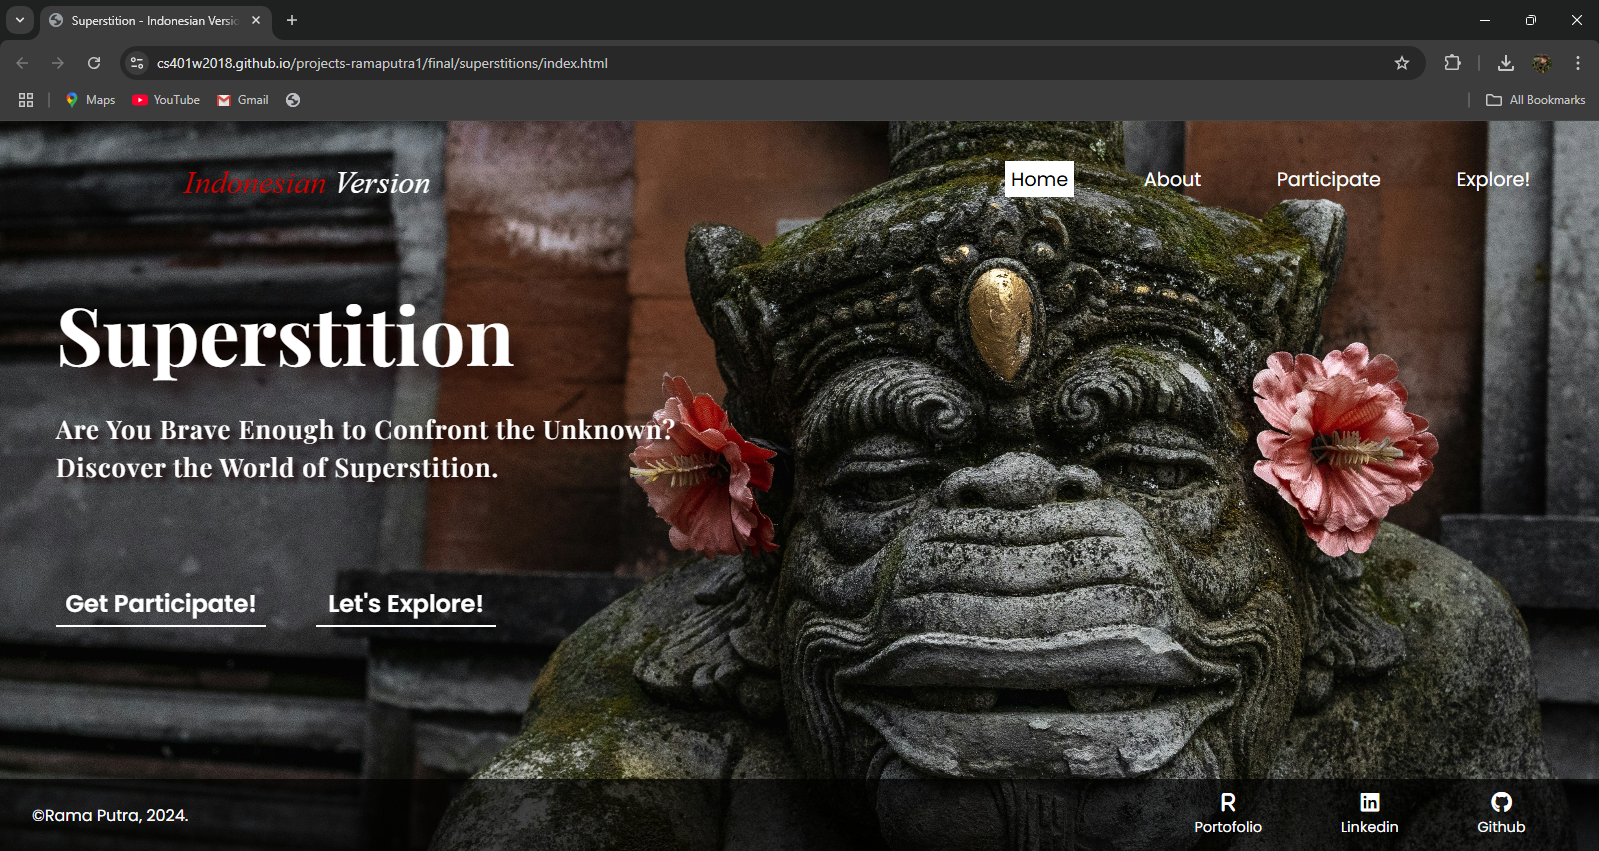 Superstition - Indonesian Versi
cs401w2018.github.io/projects-ramaputra1/final/superstitions/index.html
Maps YouTube Gmail All Bookmarks
Indonesian Version
Home About Participate Explore!
Superstition
Are You Brave Enough to Confront the Unknown?
Discover the World of Superstition.
Get Participate! Let's Explore!
©Rama Putra, 2024.
R
Portofolio
in
Linkedin
Github